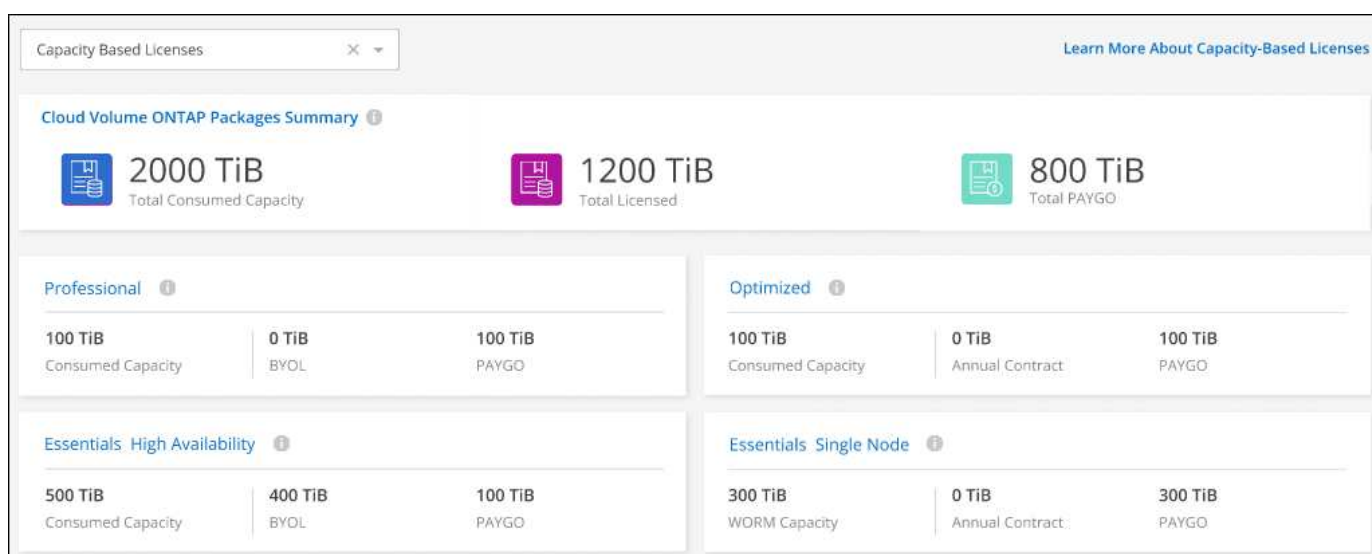 Capacity Based Licenses
Learn More About Capacity-Based Licenses
Cloud Volume ONTAP Packages Summary
2000 TiB
Total Consumed Capacity
1200 TiB
Total Licensed
800 TiB
Total PAYGO
Professional
100 TiB 0 TiB 100 TiB
Consumed Capacity BYOL PAYGO
Optimized
100 TiB 0 TiB 100 TiB
Consumed Capacity Annual Contract PAYGO
Essentials High Availability
500 TiB 400 TiB 100 TiB
Consumed Capacity BYOL PAYGO
Essentials Single Node
300 TiB 0 TiB 300 TiB
WORM Capacity Annual Contract PAYGO